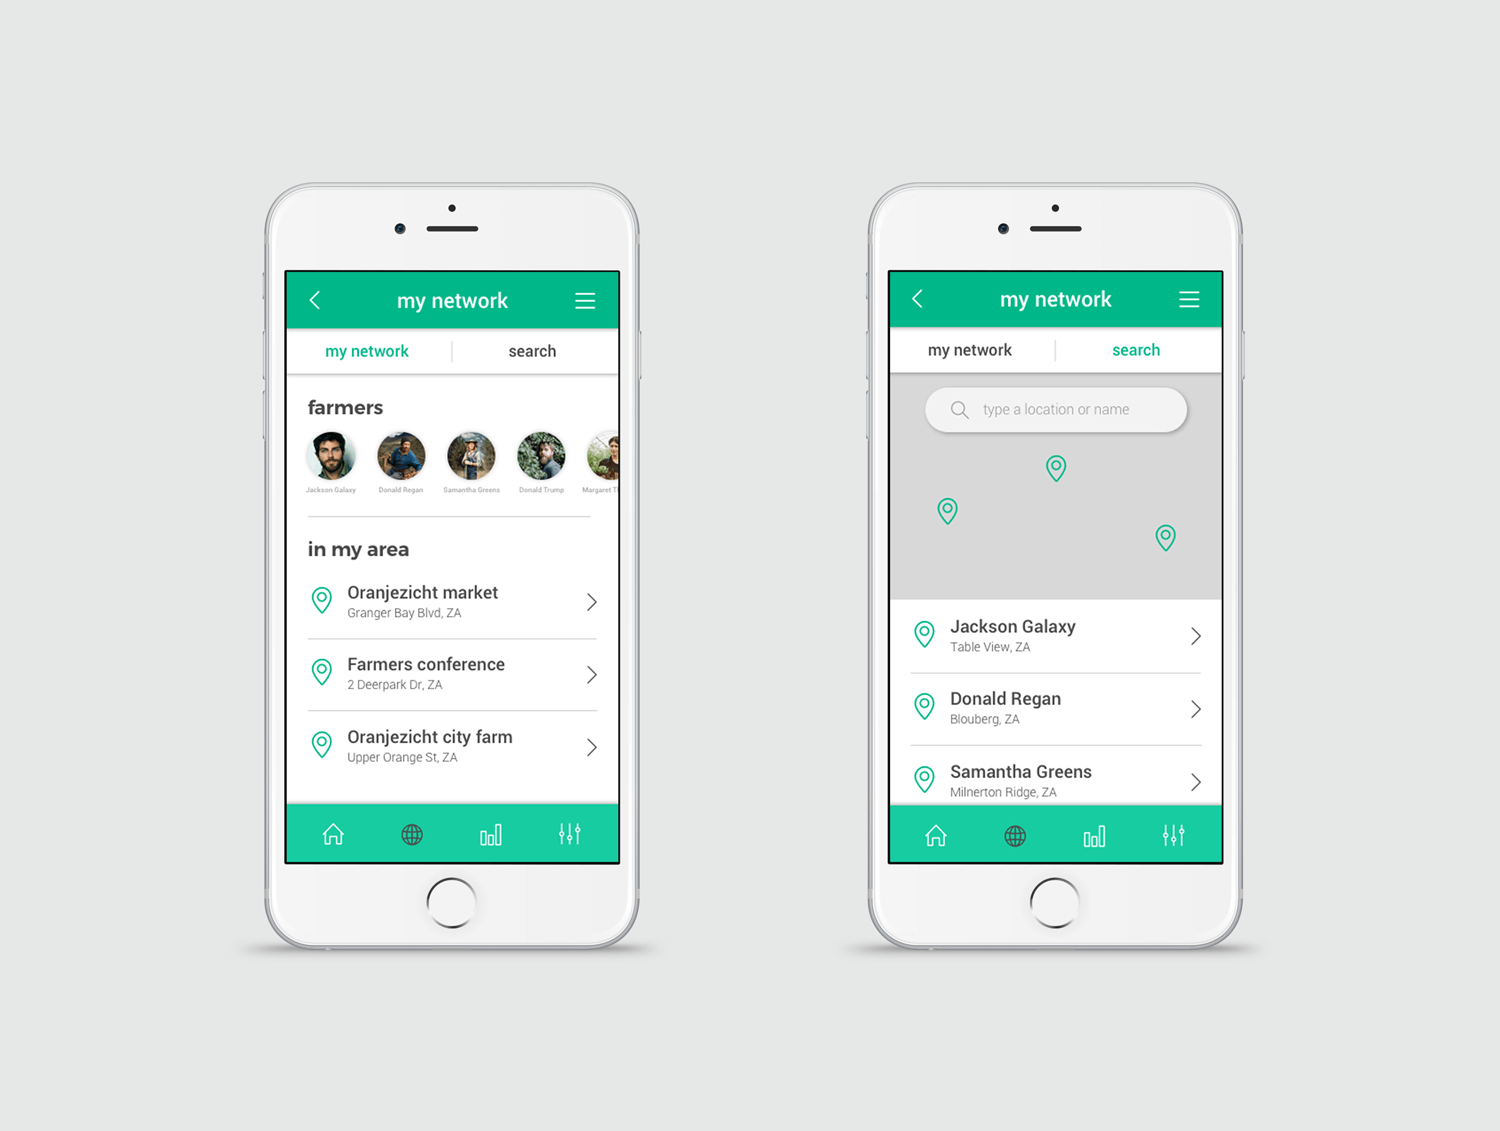 my network
my network search
farmers
Jackson Galaxy Donald Regan Samantha Greens Donald Trump Margaret
in my area
Oranjezicht market
Granger Bay Blvd, ZA
Farmers conference
2 Deerpark Dr, ZA
Oranjezicht city farm
Upper Orange St, ZA
my network
my network search
type a location or name
Jackson Galaxy
Table View, ZA
Donald Regan
Blouberg, ZA
Samantha Greens
Milnerton Ridge, ZA